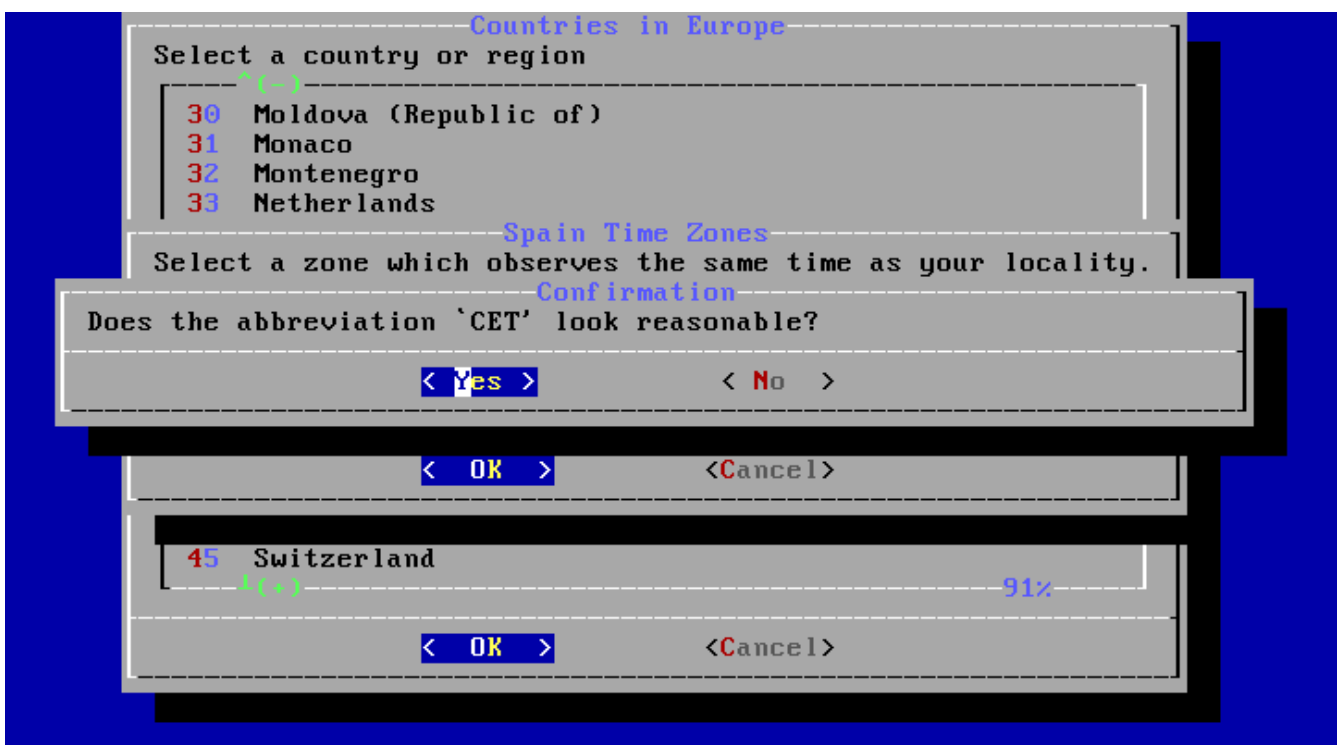 Countries in Europe
Select a country or region
^(-)
30 Moldova (Republic of)
31 Monaco
32 Montenegro
33 Netherlands
Spain Time Zones
Select a zone which observes the same time as your locality.
Confirmation
Does the abbreviation `CET' look reasonable?
< Yes > < No >
< OK > <Cancel>
45 Switzerland
┴(+) 91%
< OK > <Cancel>